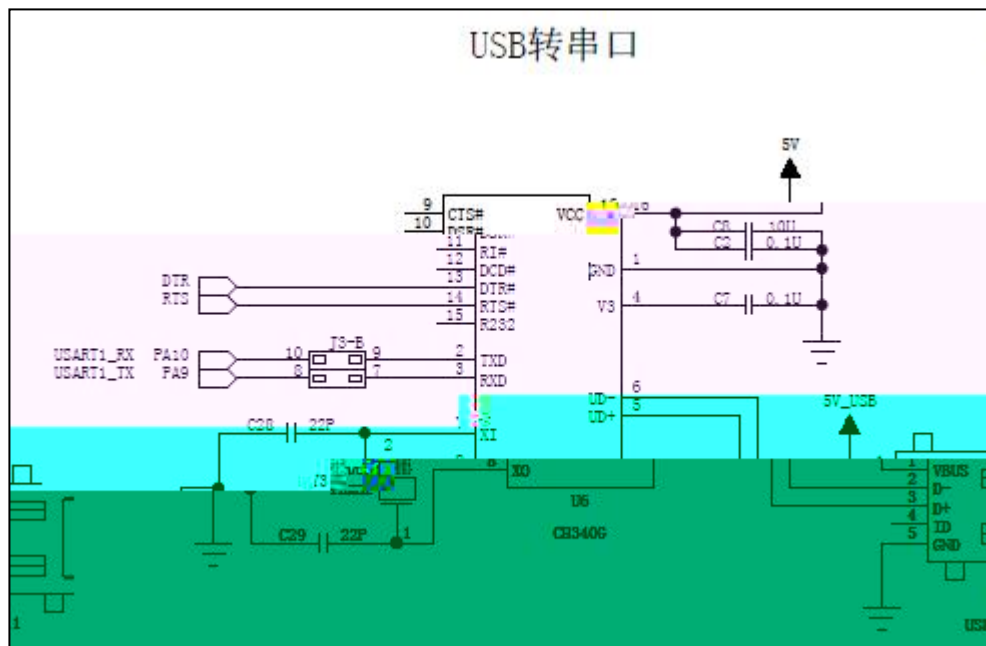 USB转串口
5V
9 CTS# VCC 16
10 DSR#
C8 10U
11 RI#
C2 0.1U
12 DCD# GND 1
DTR 13 DTR#
RTS 14 RTS# V3 4 C7 0.1U
15 R232
J3-B
USART1_RX PA10 10 9 2 TXD
USART1_TX PA9 8 7 3 RXD
UD- 6
UD+ 5
5V_USB
C28 22P XI
2
8 XO
1 VBUS
2 D-
3 D+
4 ID
5 GND
U6
C29 22P 1 CH340G
1